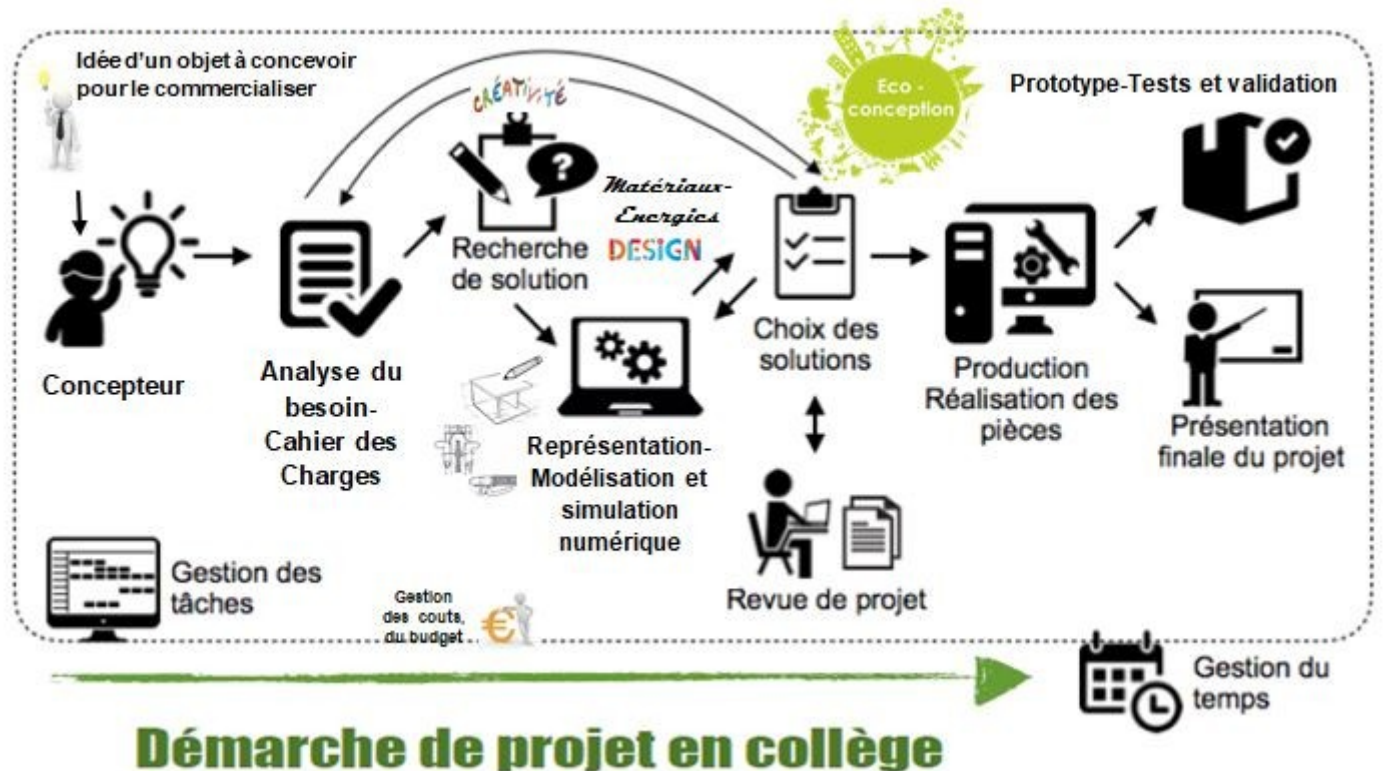 Idée d'un objet à concevoir
pour le commercialiser
Concepteur
Analyse du
besoin-
Cahier des
Charges
CRÉATIVITÉ
?
Recherche
de solution
Matériaux-
Energies
DESIGN
Représentation-
Modélisation et
simulation
numérique
Eco -
conception
Choix des
solutions
Revue de projet
Production
Réalisation des
pièces
Prototype-Tests et validation
Présentation
finale du projet
Gestion des
tâches
Gestion
des couts,
du budget
€
Gestion du
temps
Démarche de projet en collège